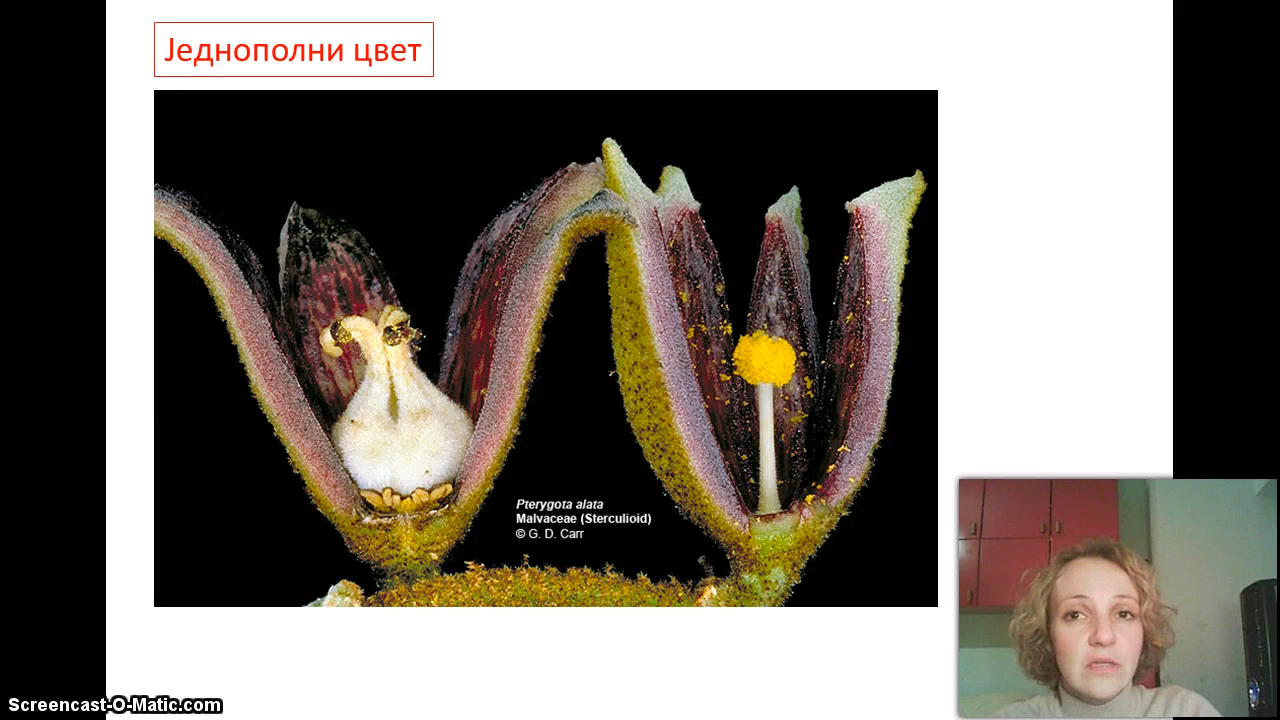 Једнополни цвет
Pterygota alata
Malvaceae (Sterculioid)
© G. D. Carr
Screencast-O-Matic.com